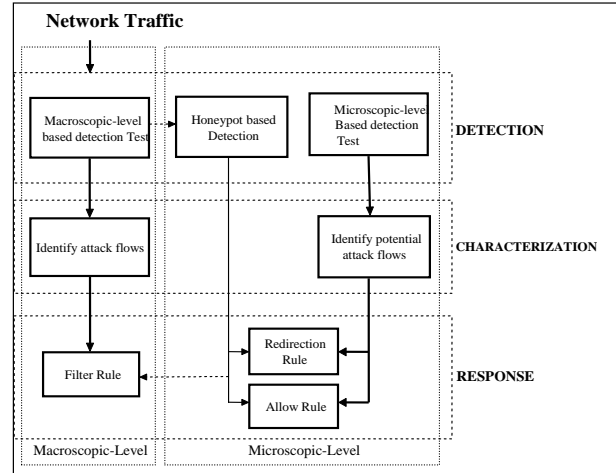 Network Traffic
Macroscopic-level
based detection Test
Honeypot based
Detection
Microscopic-level
Based detection
Test
DETECTION
Identify attack flows
Identify potential
attack flows
CHARACTERIZATION
Filter Rule
Redirection
Rule
Allow Rule
RESPONSE
Macroscopic-Level
Microscopic-Level